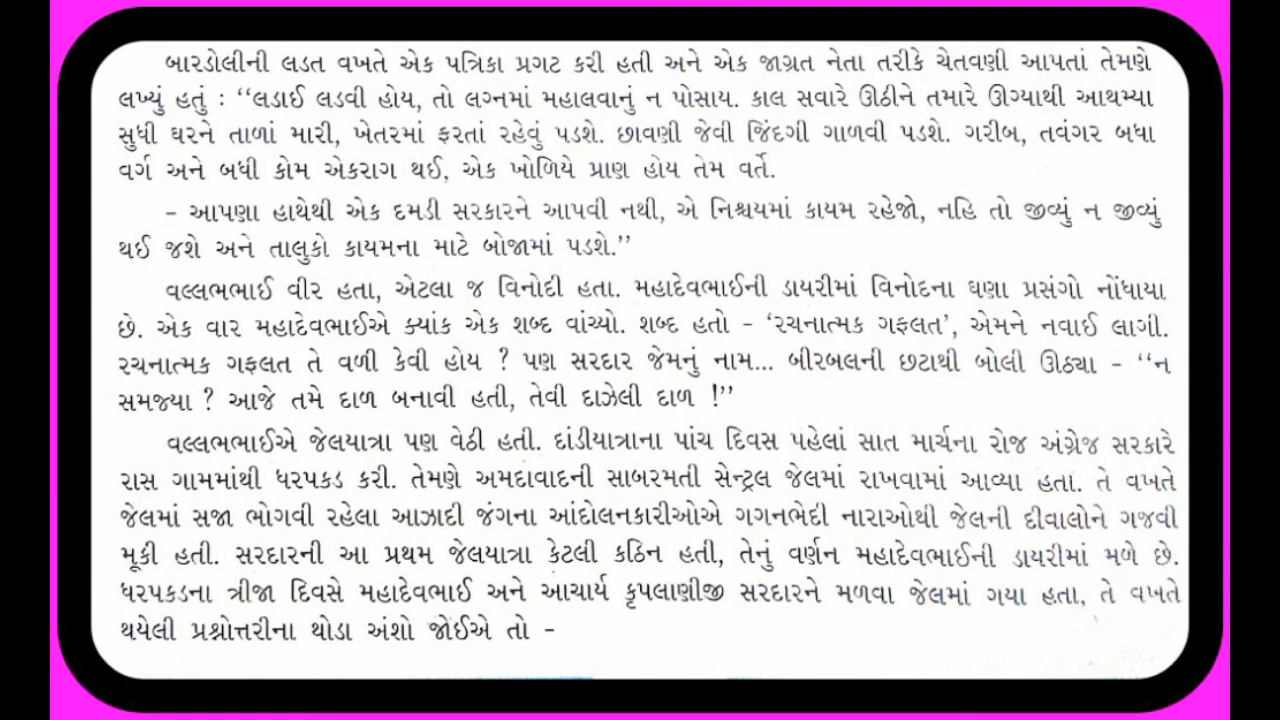 બારડોલીની લડત વખતે એક પત્રિકા પ્રગટ કરી હતી અને એક જાગ્રત નેતા તરીકે ચેતવણી આપતાં તેમણે
લખ્યું હતું : “લડાઈ લડવી હોય, તો લગ્નમાં મહાલવાનું ન પોસાય. કાલ સવારે ઊઠીને તમારે ઊગ્યાથી આથમ્યા
સુધી ઘરને તાળાં મારી, ખેતરમાં ફરતાં રહેવું પડશે. છાવણી જેવી જિંદગી ગાળવી પડશે. ગરીબ, તવંગર બધા
વર્ગ અને બધી કોમ એકરાગ થઈ, એક ખોળિયે પ્રાણ હોય તેમ વર્તે.
– આપણા હાથેથી એક દમડી સરકારને આપવી નથી, એ નિશ્ચયમાં કાયમ રહેજો, નહિ તો જીવ્યું ન જીવ્યું
થઈ જશે અને તાલુકો કાયમના માટે બોજામાં પડશે.”
વલ્લભભાઈ વીર હતા, એટલા જ વિનોદી હતા. મહાદેવભાઈની ડાયરીમાં વિનોદના ઘણા પ્રસંગો નોંધાયા
છે. એક વાર મહાદેવભાઈએ ક્યાંક એક શબ્દ વાંચ્યો. શબ્દ હતો – ‘રચનાત્મક ગફલત’, એમને નવાઈ લાગી.
રચનાત્મક ગફલત તે વળી કેવી હોય ? પણ સરદાર જેમનું નામ... બીરબલની છટાથી બોલી ઊઠ્યા – “ન
સમજ્યા ? આજે તમે દાળ બનાવી હતી, તેવી દાઝેલી દાળ !”
વલ્લભભાઈએ જેલયાત્રા પણ વેઠી હતી. દાંડીયાત્રાના પાંચ દિવસ પહેલાં સાત માર્ચના રોજ અંગ્રેજ સરકારે
રાસ ગામમાંથી ધરપકડ કરી. તેમણે અમદાવાદની સાબરમતી સેન્ટ્રલ જેલમાં રાખવામાં આવ્યા હતા. તે વખતે
જેલમાં સજા ભોગવી રહેલા આઝાદી જંગના આંદોલનકારીઓએ ગગનભેદી નારાઓથી જેલની દીવાલોને ગજવી
મૂકી હતી. સરદારની આ પ્રથમ જેલયાત્રા કેટલી કઠિન હતી, તેનું વર્ણન મહાદેવભાઈની ડાયરીમાં મળે છે.
ધરપકડના ત્રીજા દિવસે મહાદેવભાઈ અને આચાર્ય કૃપલાણીજી સરદારને મળવા જેલમાં ગયા હતા, તે વખતે
થયેલી પ્રશ્નોત્તરીના થોડા અંશો જોઈએ તો –